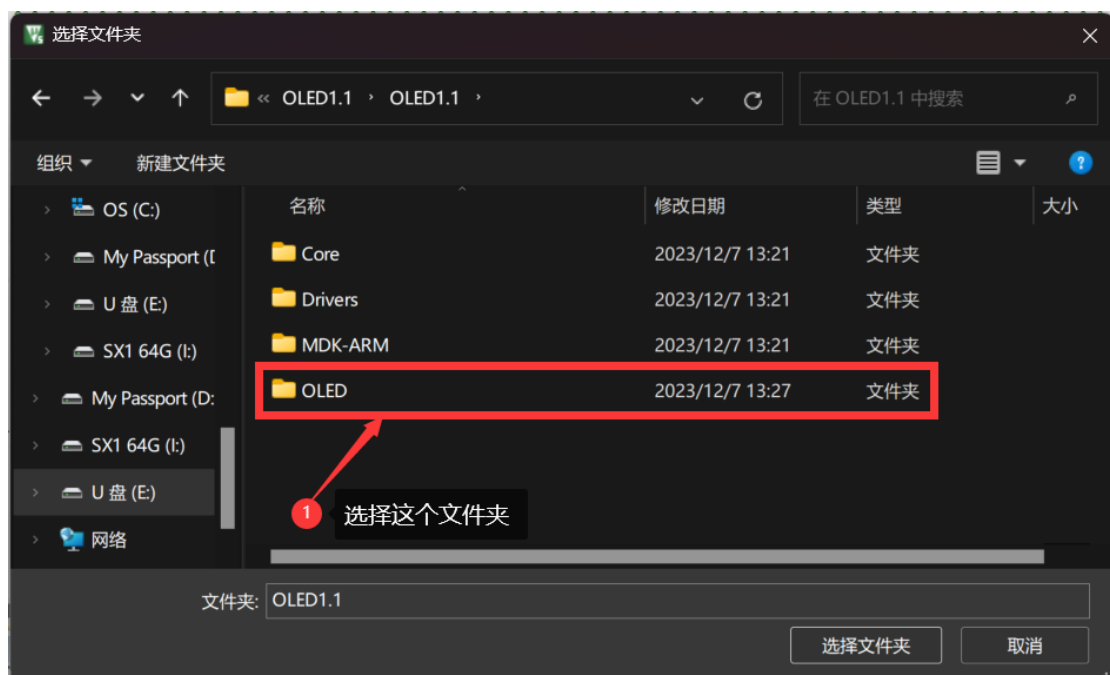 选择文件夹
« OLED1.1 › OLED1.1 ›
在 OLED1.1 中搜索
组织
新建文件夹
OS (C:)
My Passport (D
U 盘 (E:)
SX1 64G (I:)
My Passport (D:
SX1 64G (I:)
U 盘 (E:)
网络
名称 修改日期 类型 大小
Core 2023/12/7 13:21 文件夹
Drivers 2023/12/7 13:21 文件夹
MDK-ARM 2023/12/7 13:21 文件夹
OLED 2023/12/7 13:27 文件夹
1 选择这个文件夹
文件夹: OLED1.1
选择文件夹 取消